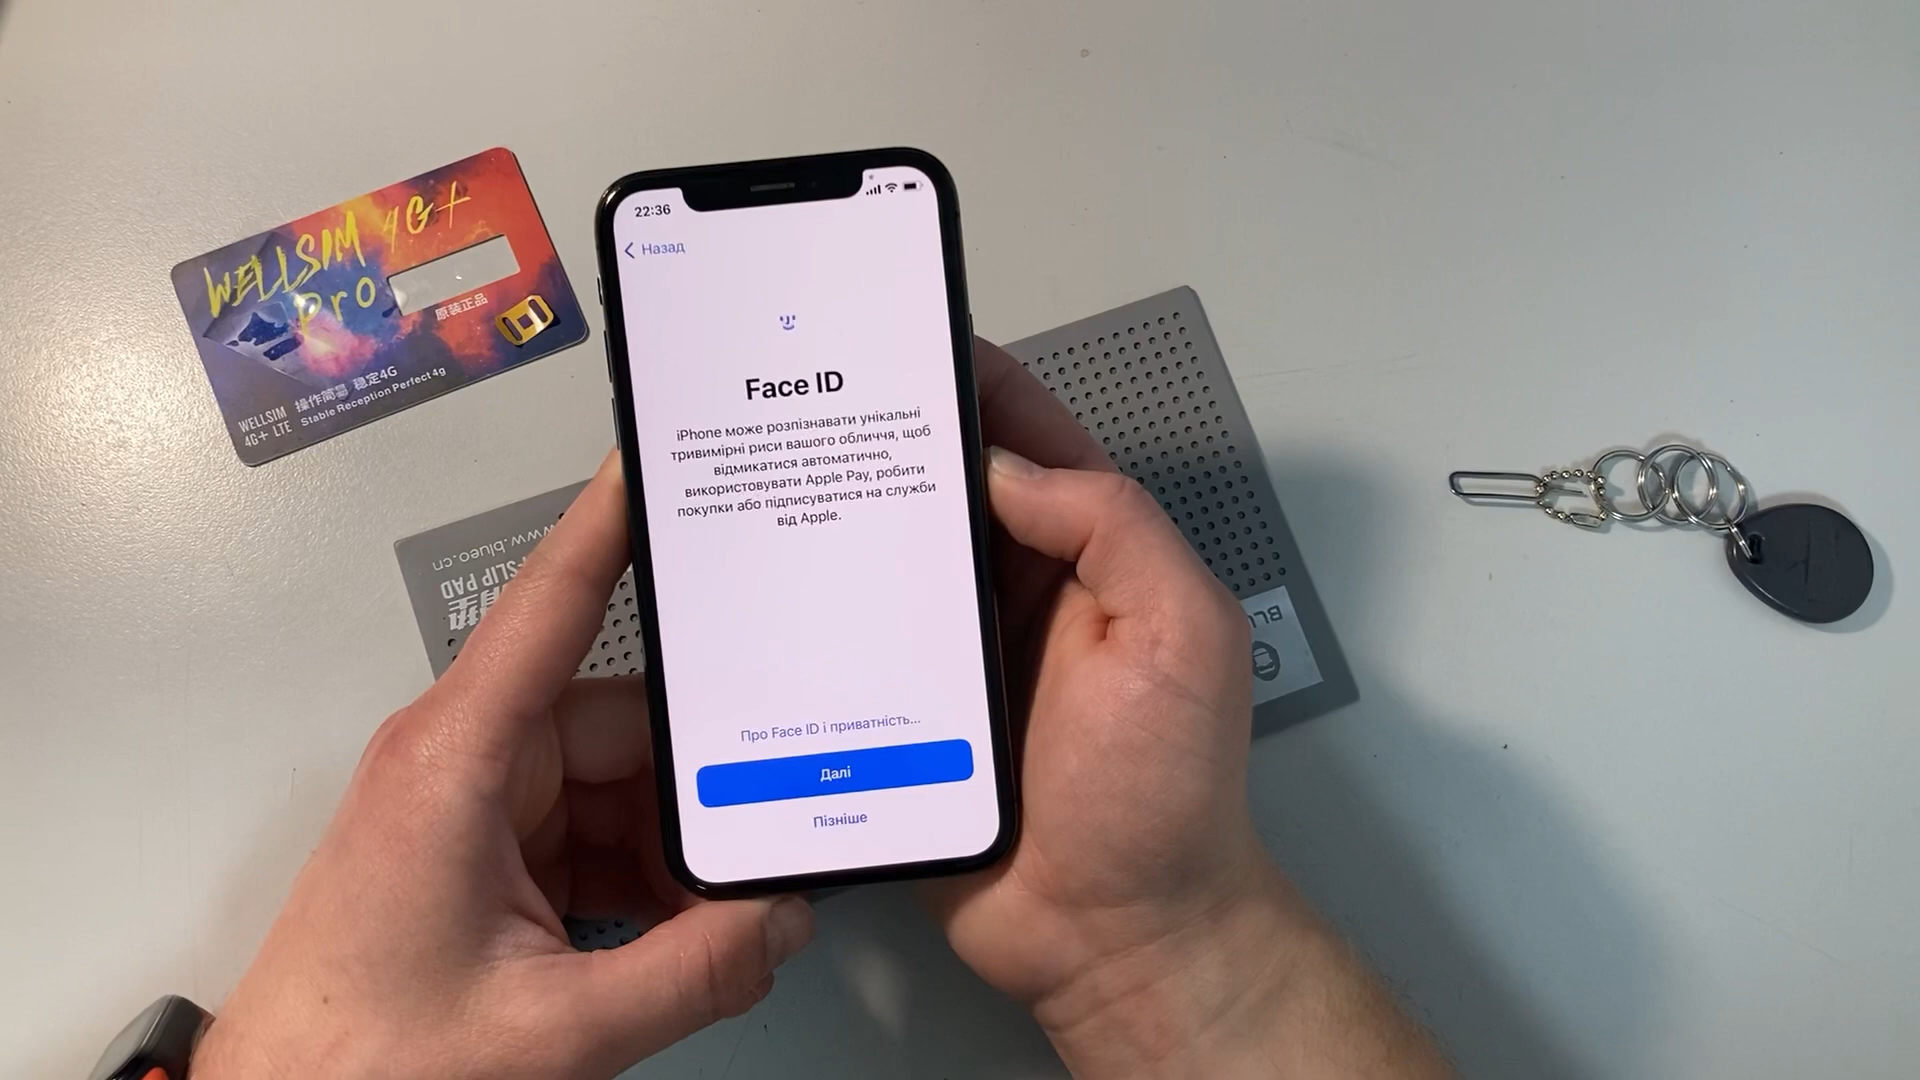 WELLSIM 4G+
Pro
原装正品
操作简易 稳定4G
WELLSIM
4G+ LTE
Stable Reception Perfect 4g
22:36
Назад
Face ID
iPhone може розпізнавати унікальні
тривимірні риси вашого обличчя, щоб
відмикатися автоматично,
використовувати Apple Pay, робити
покупки або підписуватися на служби
від Apple.
Про Face ID і приватність...
Далі
Пізніше
www.blueo.cn
-SLIP PAD